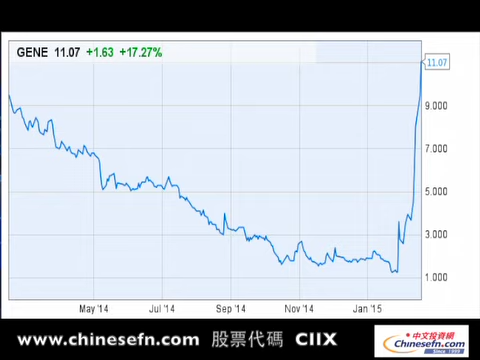 GENE 11.07 +1.63 +17.27%
11.07
9.000
7.000
5.000
3.000
1.000
May '14 Jul '14 Sep '14 Nov '14 Jan '15
www.chinesefn.com 股票代碼 CIIX
中文投資網
Chinesefn.com
Since 1999